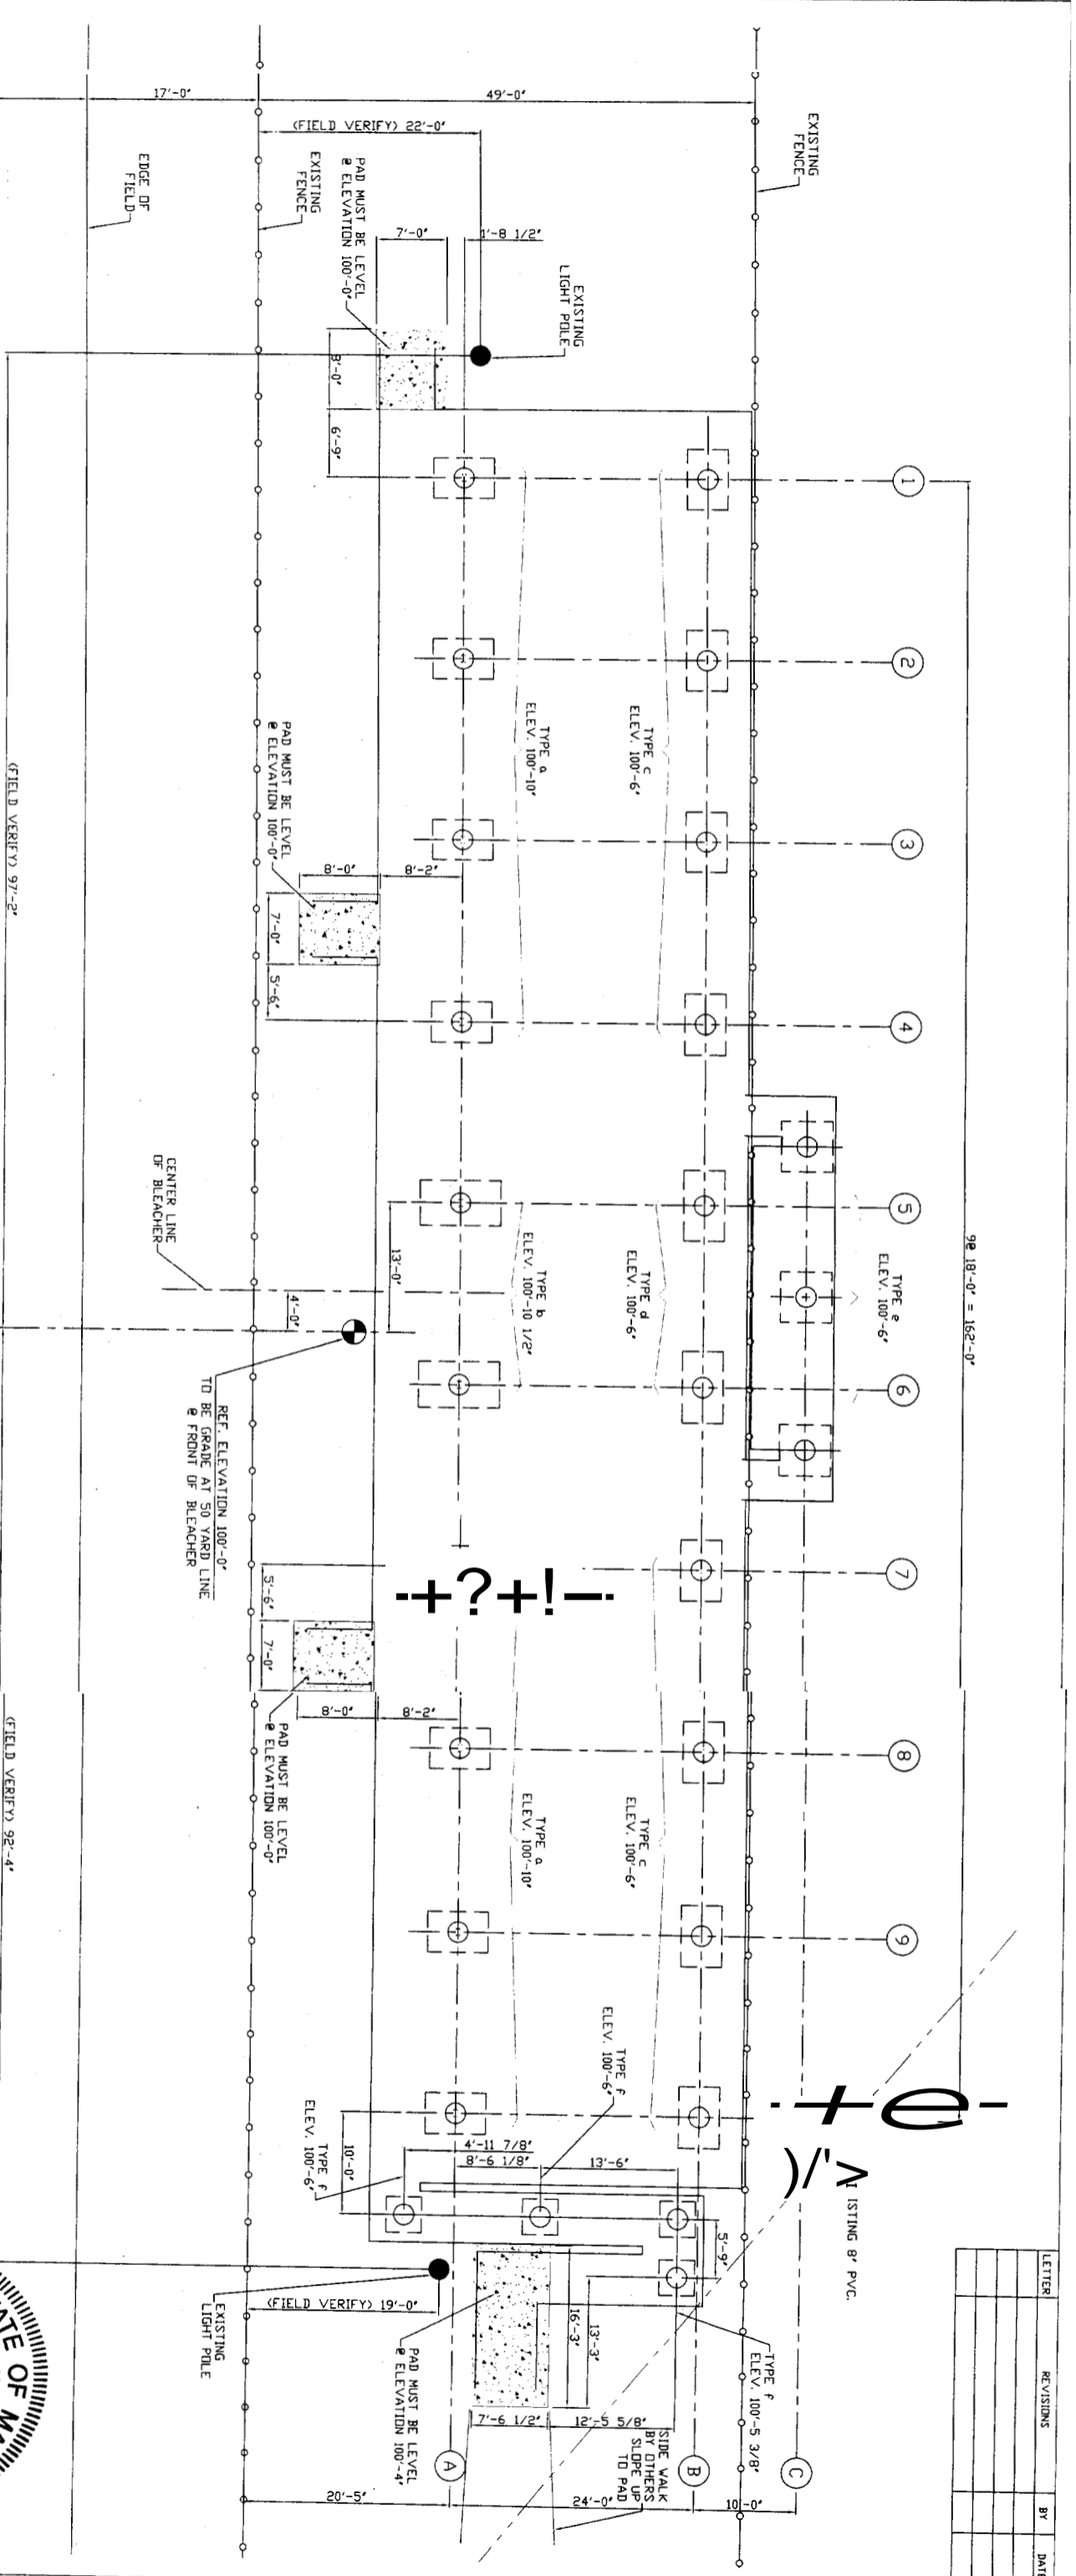 17'-0"
49'-0"
(FIELD VERIFY) 22'-0"
EXISTING
FENCE
EDGE OF
FIELD
EXISTING
FENCE
PAD MUST BE LEVEL
@ ELEVATION 100'-0"
7'-0"
1'-8 1/2"
EXISTING
LIGHT POLE
8'-0"
6'-9"
1
2
3
4
5
6
7
8
9
9@ 18'-0" = 162'-0"
TYPE a
ELEV. 100'-10"
TYPE c
ELEV. 100'-6"
PAD MUST BE LEVEL
@ ELEVATION 100'-0"
8'-0"
8'-2"
7'-0"
5'-6"
(FIELD VERIFY) 97'-2"
CENTER LINE
OF BLEACHER
4'-0"
13'-0"
TYPE b
ELEV. 100'-10 1/2"
TYPE d
ELEV. 100'-6"
TYPE e
ELEV. 100'-6"
REF. ELEVATION 100'-0"
TO BE GRADE AT 50 YARD LINE
@ FRONT OF BLEACHER
-+?+!-
5'-6"
7'-0"
8'-0"
8'-2"
PAD MUST BE LEVEL
@ ELEVATION 100'-0"
(FIELD VERIFY) 92'-4"
TYPE a
ELEV. 100'-10"
TYPE c
ELEV. 100'-6"
TYPE f
ELEV. 100'-6"
TYPE f
ELEV. 100'-6"
10'-0"
4'-11 7/8"
8'-6 1/8"
13'-6"
5'-9"
ISTING 8" PVC.
(FIELD VERIFY) 19'-0"
EXISTING
LIGHT POLE
16'-3"
13'-3"
PAD MUST BE LEVEL
@ ELEVATION 100'-4"
7'-6 1/2"
12'-5 5/8"
TYPE f
ELEV. 100'-5 3/8"
SIDE WALK
BY OTHERS
SLOPE UP
TO PAD
A
B
C
20'-5"
24'-0"
10'-0"
LETTER
REVISIONS
BY
DATE